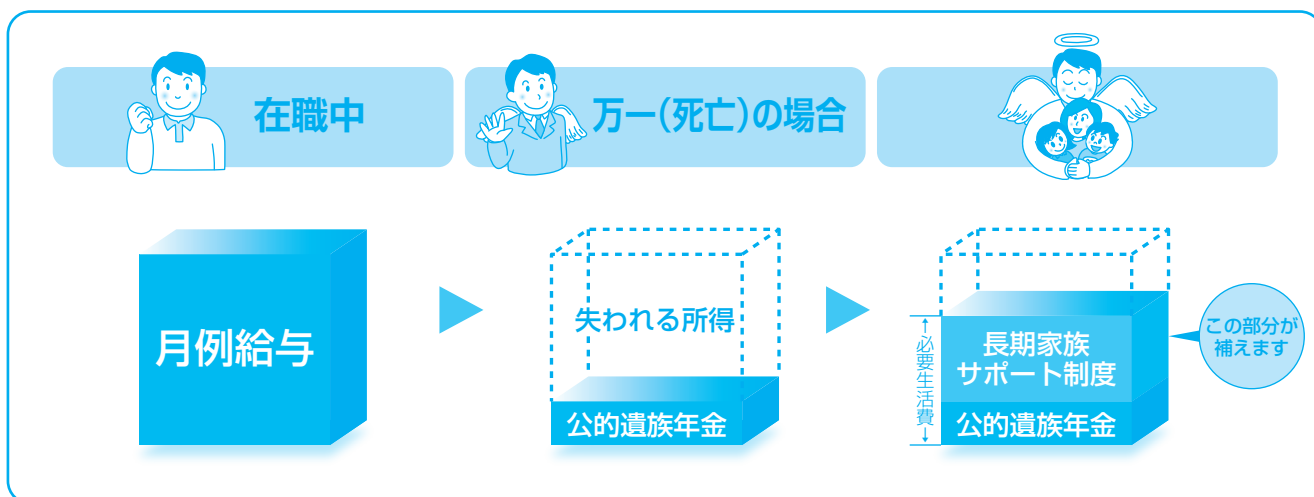 在職中
万一(死亡)の場合
月例給与
失われる所得
公的遺族年金
←必要生活費→
長期家族
サポート制度
公的遺族年金
この部分が
補えます